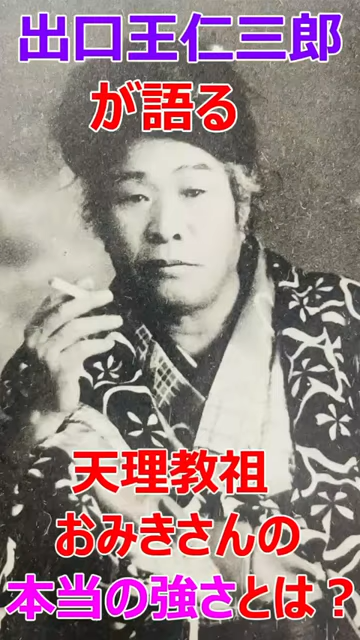 出口王仁三郎
が語る
天理教祖
おみきさんの
本当の強さとは？